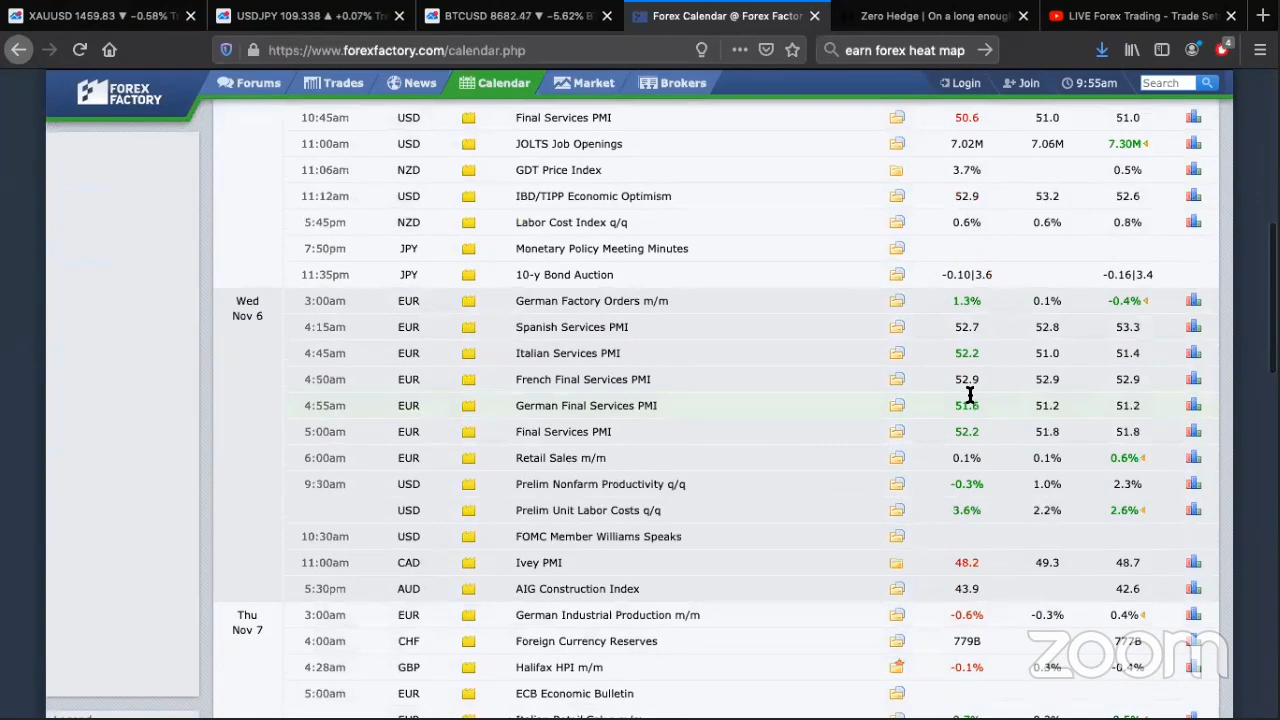 XAUUSD 1459.83 ▼ −0.58% T
USDJPY 109.338 ▲ +0.07% T
BTCUSD 8682.47 ▼ −5.62% B
Forex Calendar @ Forex Factor
Zero Hedge | On a long enoug
LIVE Forex Trading - Trade Se
https://www.forexfactory.com/calendar.php
earn forex heat map
4
FOREX FACTORY
Forums Trades News Calendar Market Brokers Login Join 9:55am Search
10:45am USD Final Services PMI 50.6 51.0 51.0
11:00am USD JOLTS Job Openings 7.02M 7.06M 7.30M
11:06am NZD GDT Price Index 3.7% 0.5%
11:12am USD IBD/TIPP Economic Optimism 52.9 53.2 52.6
5:45pm NZD Labor Cost Index q/q 0.6% 0.6% 0.8%
7:50pm JPY Monetary Policy Meeting Minutes
11:35pm JPY 10-y Bond Auction -0.10|3.6 -0.16|3.4
Wed Nov 6 3:00am EUR German Factory Orders m/m 1.3% 0.1% -0.4%
4:15am EUR Spanish Services PMI 52.7 52.8 53.3
4:45am EUR Italian Services PMI 52.2 51.0 51.4
4:50am EUR French Final Services PMI 52.9 52.9 52.9
4:55am EUR German Final Services PMI 51.6 51.2 51.2
5:00am EUR Final Services PMI 52.2 51.8 51.8
6:00am EUR Retail Sales m/m 0.1% 0.1% 0.6%
9:30am USD Prelim Nonfarm Productivity q/q -0.3% 1.0% 2.3%
USD Prelim Unit Labor Costs q/q 3.6% 2.2% 2.6%
10:30am USD FOMC Member Williams Speaks
11:00am CAD Ivey PMI 48.2 49.3 48.7
5:30pm AUD AIG Construction Index 43.9 42.6
Thu Nov 7 3:00am EUR German Industrial Production m/m -0.6% -0.3% 0.4%
4:00am CHF Foreign Currency Reserves 779B 777B
4:28am GBP Halifax HPI m/m -0.1% 0.3% -0.4%
5:00am EUR ECB Economic Bulletin
zoom